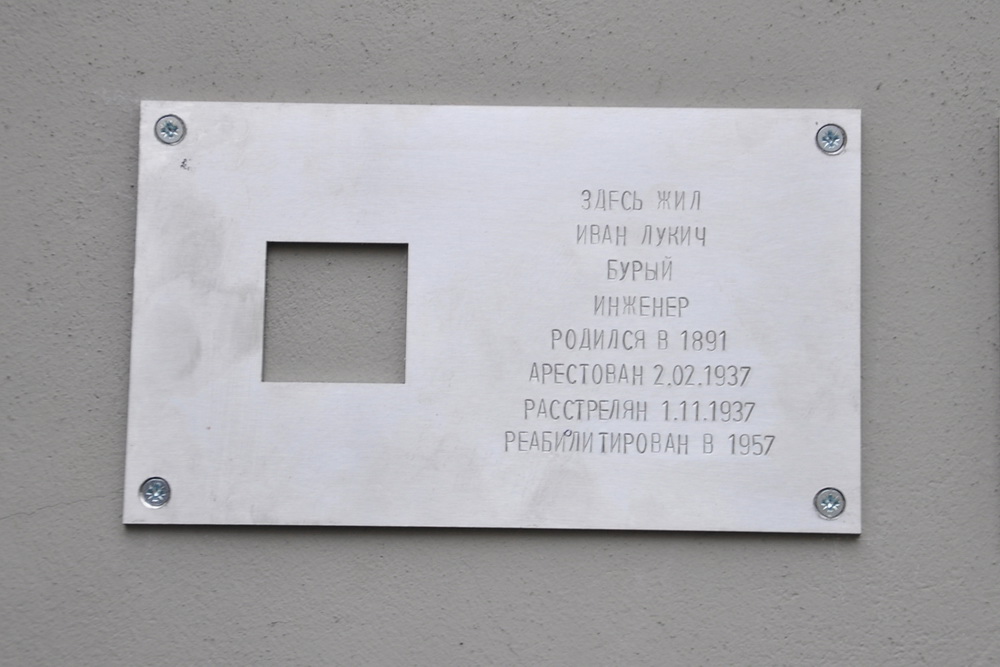 ЗДЕСЬ ЖИЛ
ИВАН ЛУКИЧ
БУРЫЙ
ИНЖЕНЕР
РОДИЛСЯ В 1891
АРЕСТОВАН 2.02.1937
РАССТРЕЛЯН 1.11.1937
РЕАБИЛИТИРОВАН В 1957